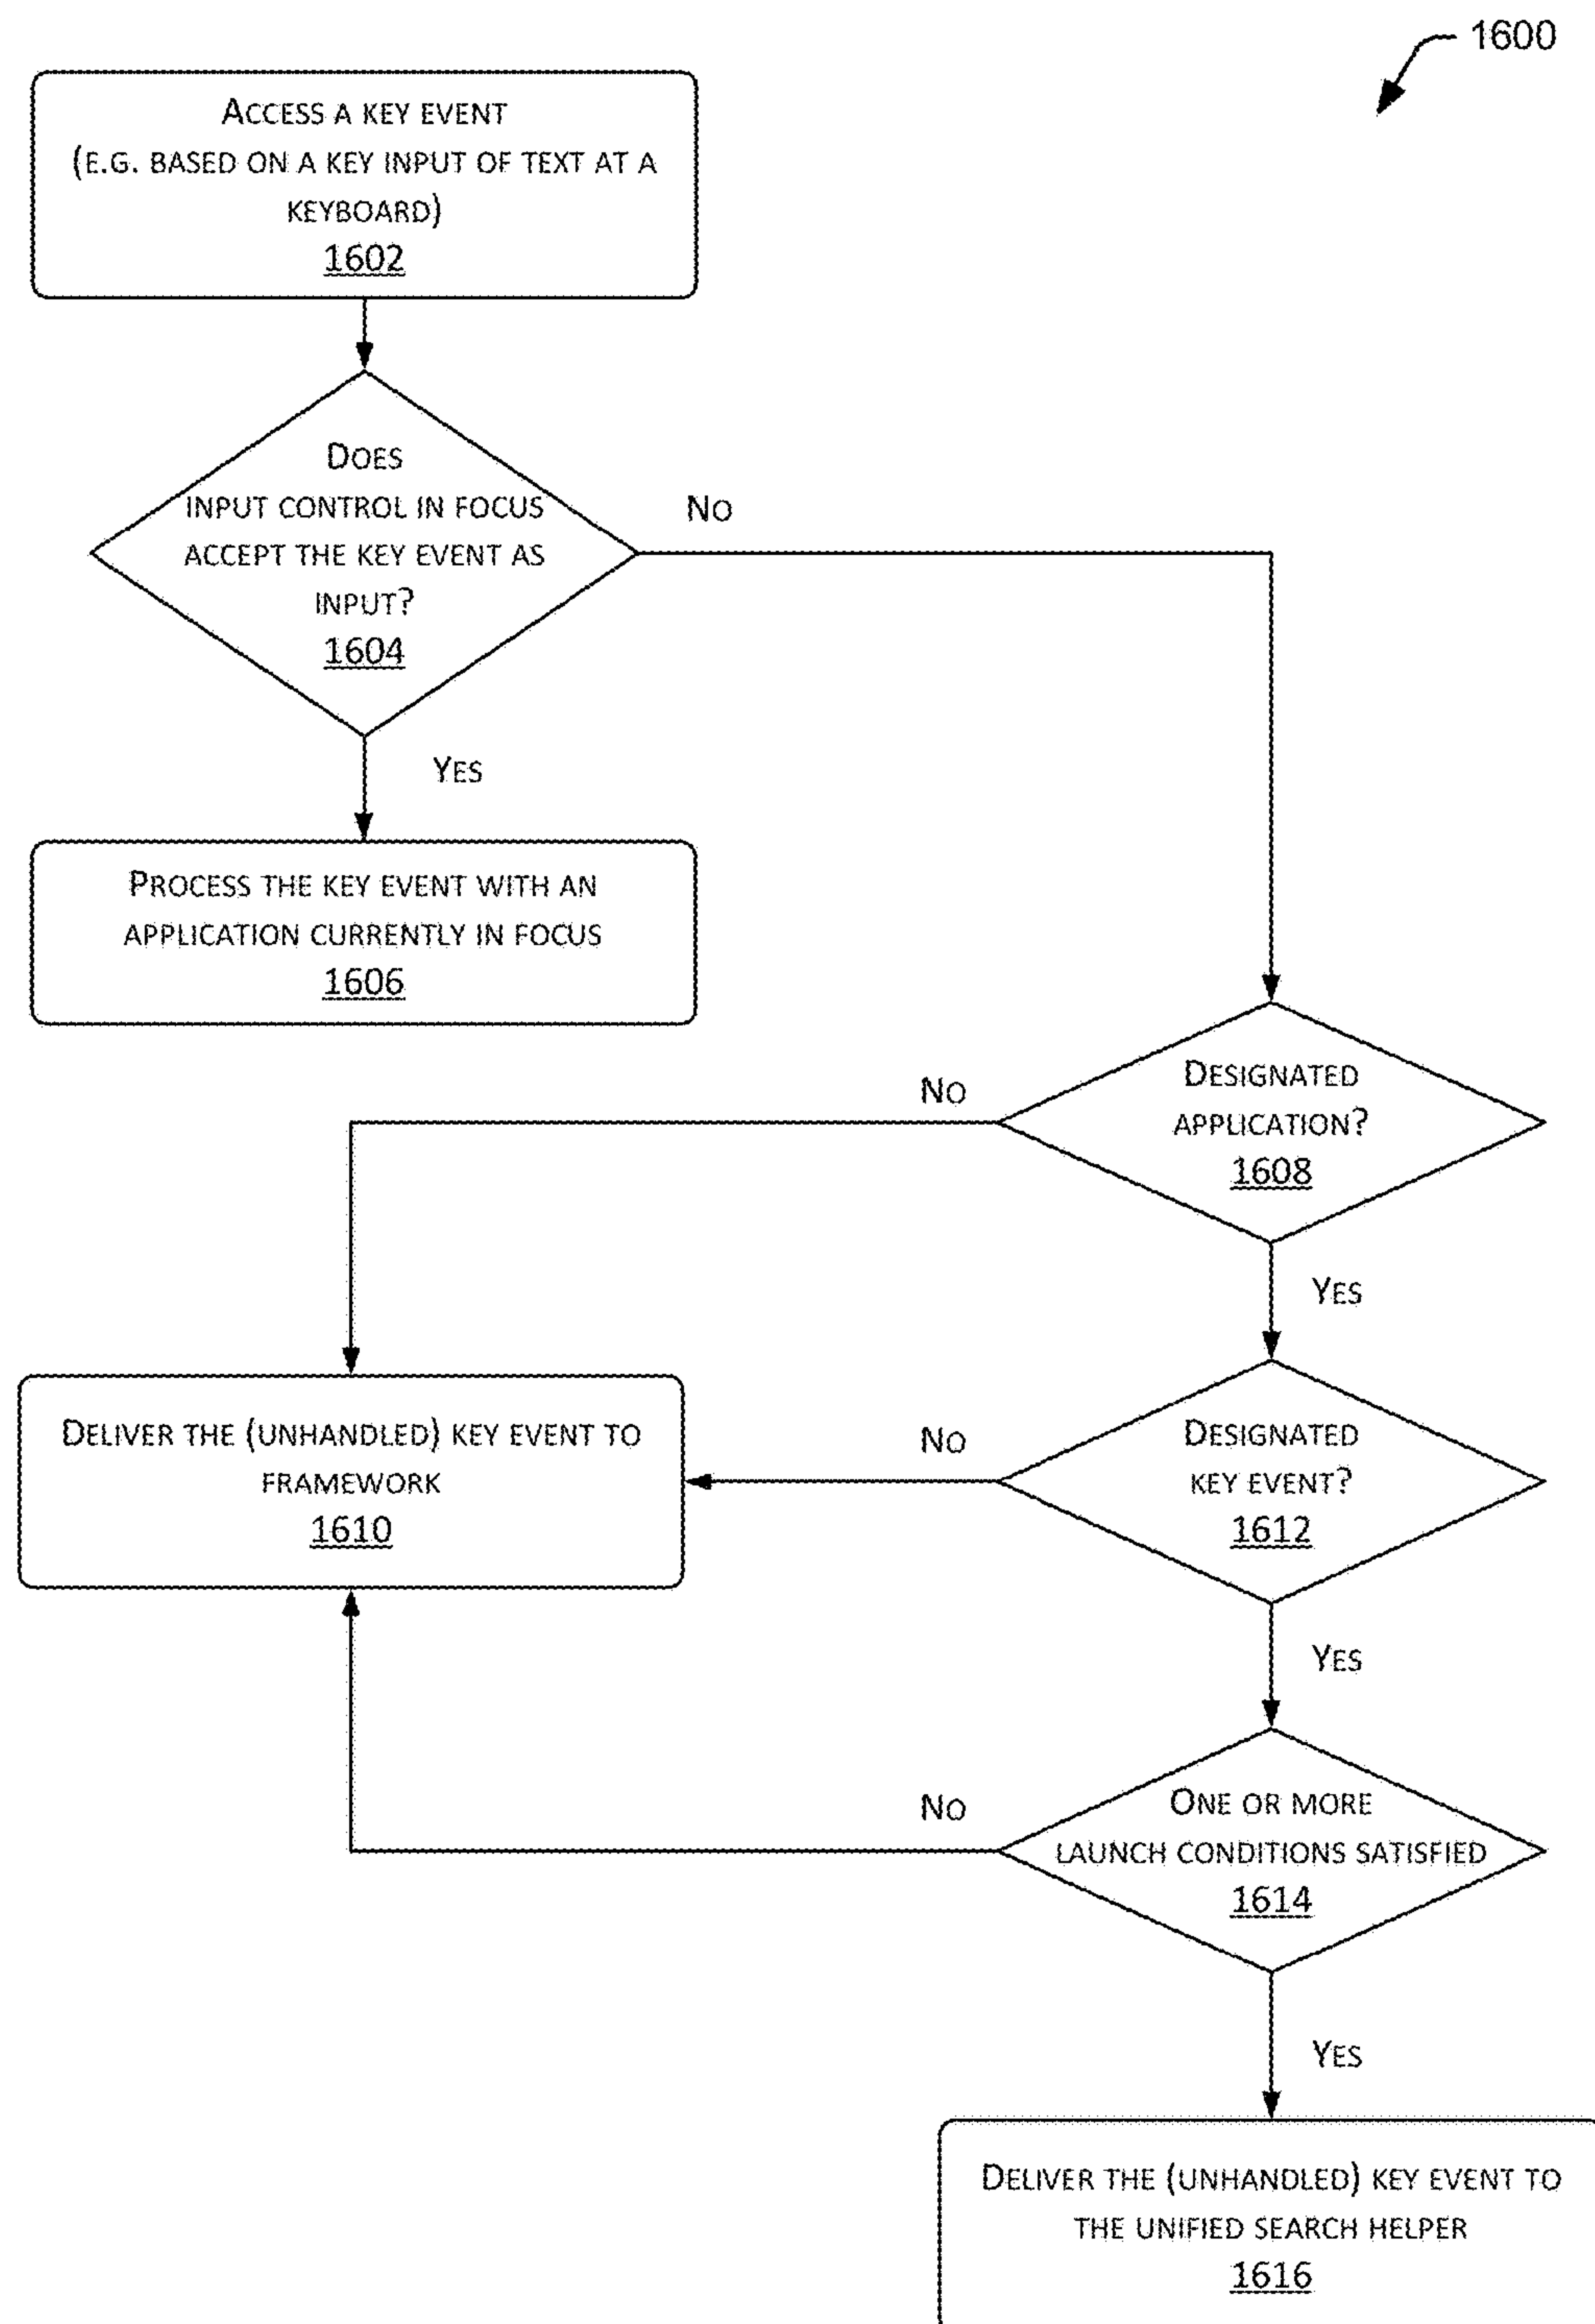 1600
ACCESS A KEY EVENT
(E.G. BASED ON A KEY INPUT OF TEXT AT A
KEYBOARD)
1602
DOES
INPUT CONTROL IN FOCUS
ACCEPT THE KEY EVENT AS
INPUT?
1604
NO
YES
PROCESS THE KEY EVENT WITH AN
APPLICATION CURRENTLY IN FOCUS
1606
DESIGNATED
APPLICATION?
1608
NO
YES
DELIVER THE (UNHANDLED) KEY EVENT TO
FRAMEWORK
1610
NO
DESIGNATED
KEY EVENT?
1612
YES
NO
ONE OR MORE
LAUNCH CONDITIONS SATISFIED
1614
YES
DELIVER THE (UNHANDLED) KEY EVENT TO
THE UNIFIED SEARCH HELPER
1616